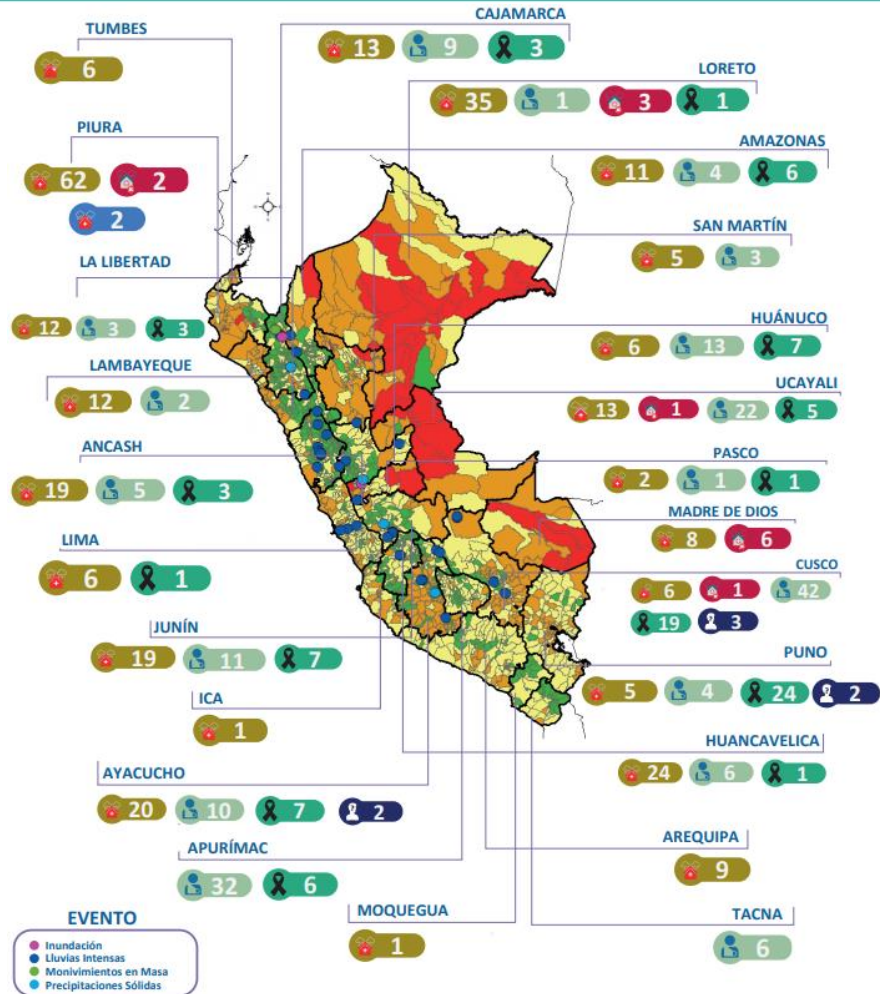 CAJAMARCA
13 9 3
TUMBES
6
LORETO
35 1 3 1
PIURA
62 2
2
AMAZONAS
11 4 6
SAN MARTÍN
5 3
LA LIBERTAD
12 3 3
HUÁNUCO
6 13 7
LAMBAYEQUE
12 2
UCAYALI
13 1 22 5
ANCASH
19 5 3
PASCO
2 1 1
MADRE DE DIOS
8 6
LIMA
6 1
CUSCO
6 1 42
19 3
JUNÍN
19 11 7
PUNO
5 4 24 2
ICA
1
HUANCAVELICA
24 6 1
AYACUCHO
20 10 7 2
APURÍMAC
32 6
AREQUIPA
9
MOQUEGUA
1
TACNA
6
EVENTO
Inundación
Lluvias Intensas
Monivimientos en Masa
Precipitaciones Sólidas